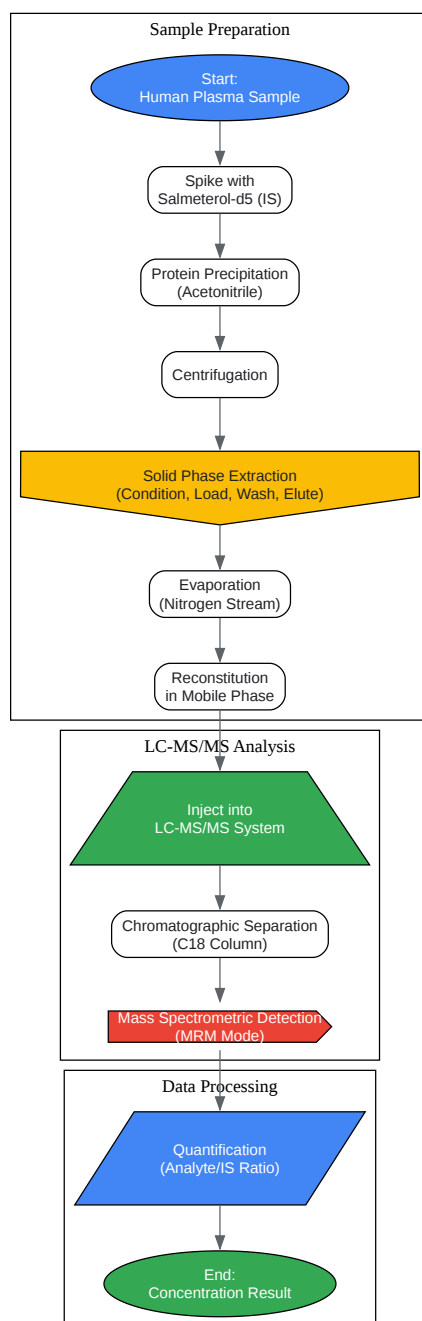 Sample Preparation
Start:
Human Plasma Sample
Spike with
Salmeterol-d5 (IS)
Protein Precipitation
(Acetonitrile)
Centrifugation
Solid Phase Extraction
(Condition, Load, Wash, Elute)
Evaporation
(Nitrogen Stream)
Reconstitution
in Mobile Phase
LC-MS/MS Analysis
Inject into
LC-MS/MS System
Chromatographic Separation
(C18 Column)
Mass Spectrometric Detection
(MRM Mode)
Data Processing
Quantification
(Analyte/IS Ratio)
End:
Concentration Result